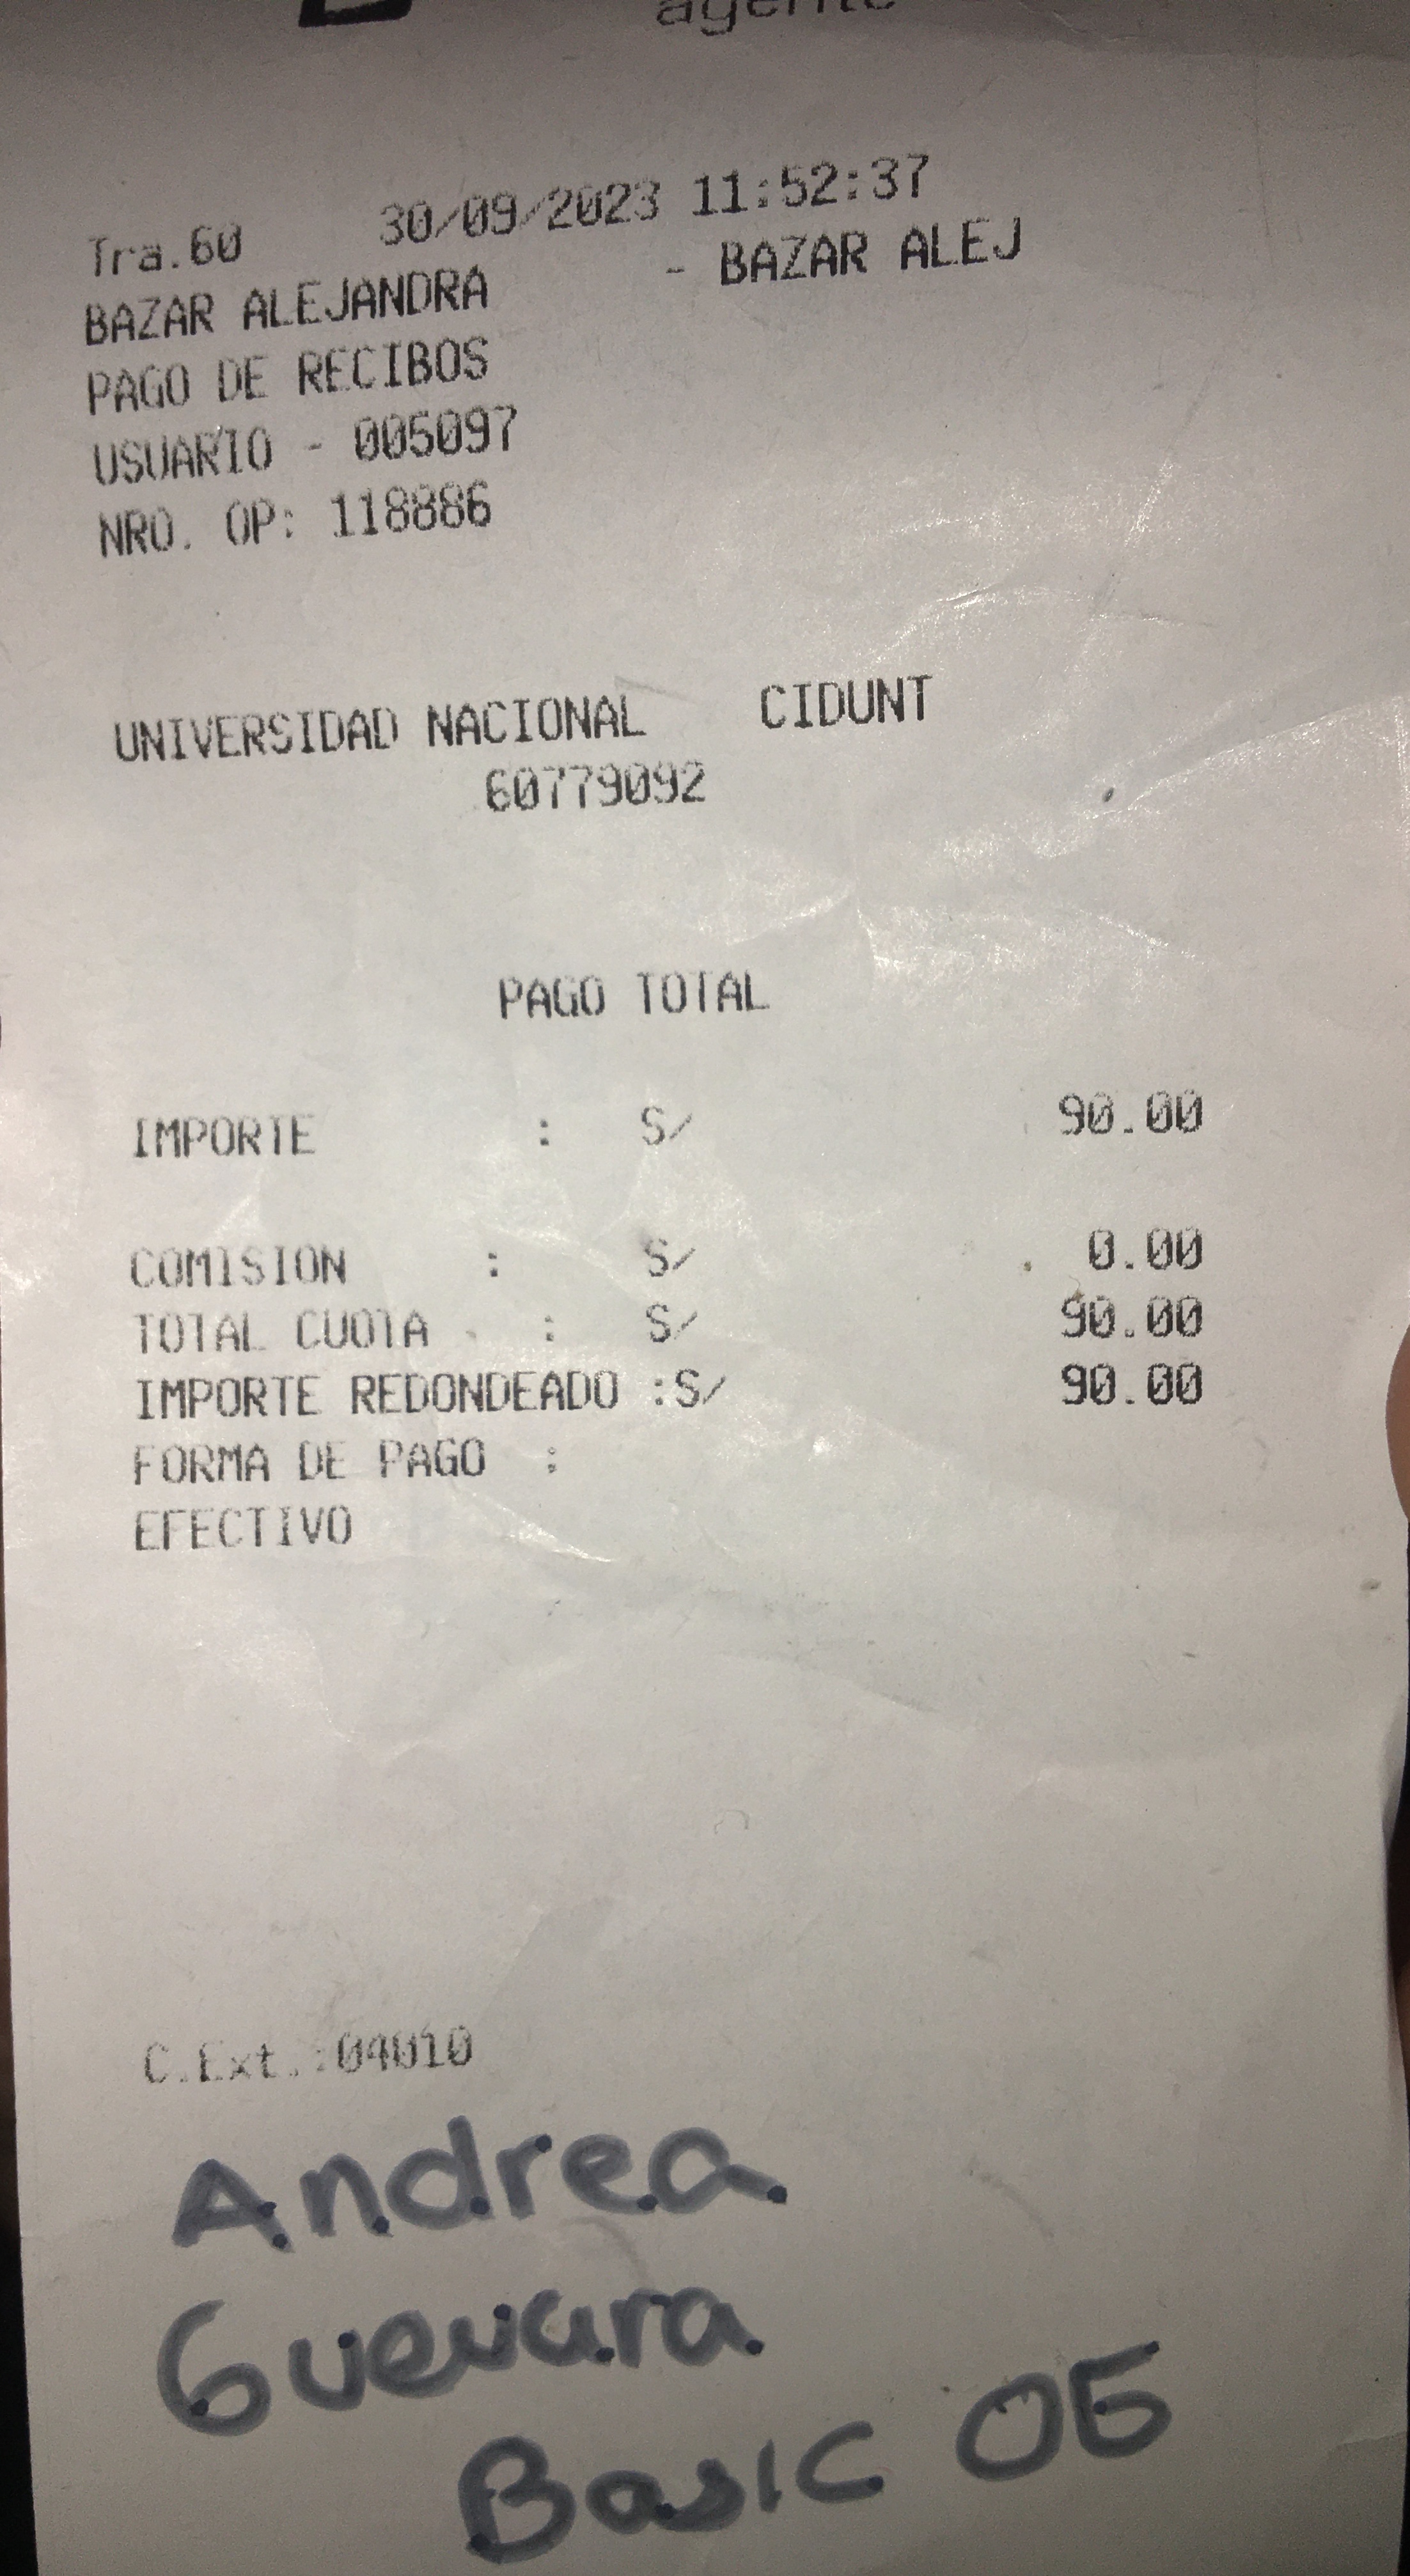 agente
Tra.60 30/09/2023 11:52:37
BAZAR ALEJANDRA - BAZAR ALEJ
PAGO DE RECIBOS
USUARIO - 005097
NRO. OP: 118886
UNIVERSIDAD NACIONAL CIDUNT
60779092
PAGO TOTAL
IMPORTE : S/ 90.00
COMISION : S/ 0.00
TOTAL CUOTA : S/ 90.00
IMPORTE REDONDEADO :S/ 90.00
FORMA DE PAGO :
EFECTIVO
C.Ext.:04010
Andrea
Guevara
Basic 05